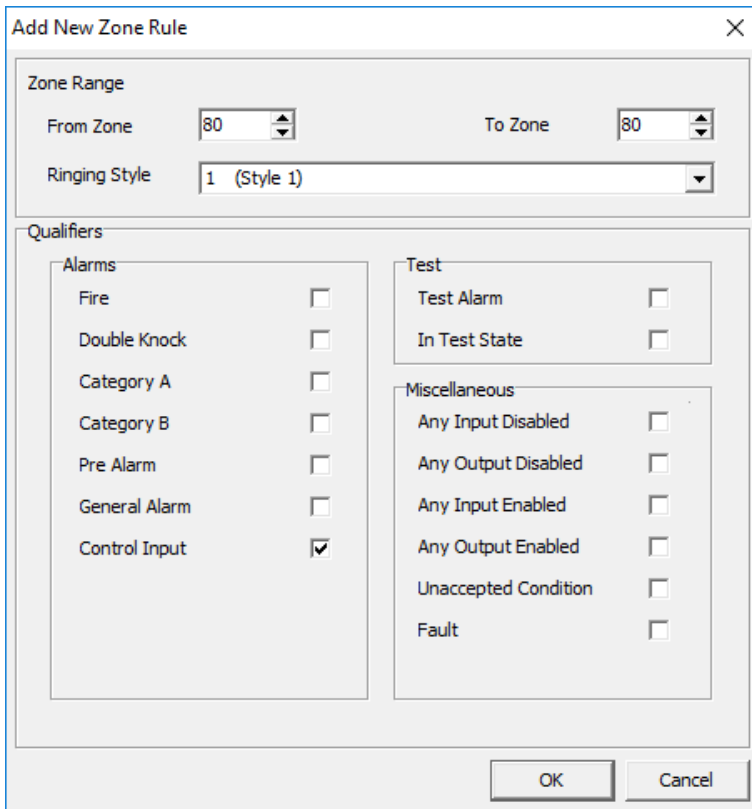 Add New Zone Rule
Zone Range
From Zone 80 To Zone 80
Ringing Style 1 (Style 1)
Qualifiers
Alarms
Fire
Double Knock
Category A
Category B
Pre Alarm
General Alarm
Control Input
Test
Test Alarm
In Test State
Miscellaneous
Any Input Disabled
Any Output Disabled
Any Input Enabled
Any Output Enabled
Unaccepted Condition
Fault
OK Cancel